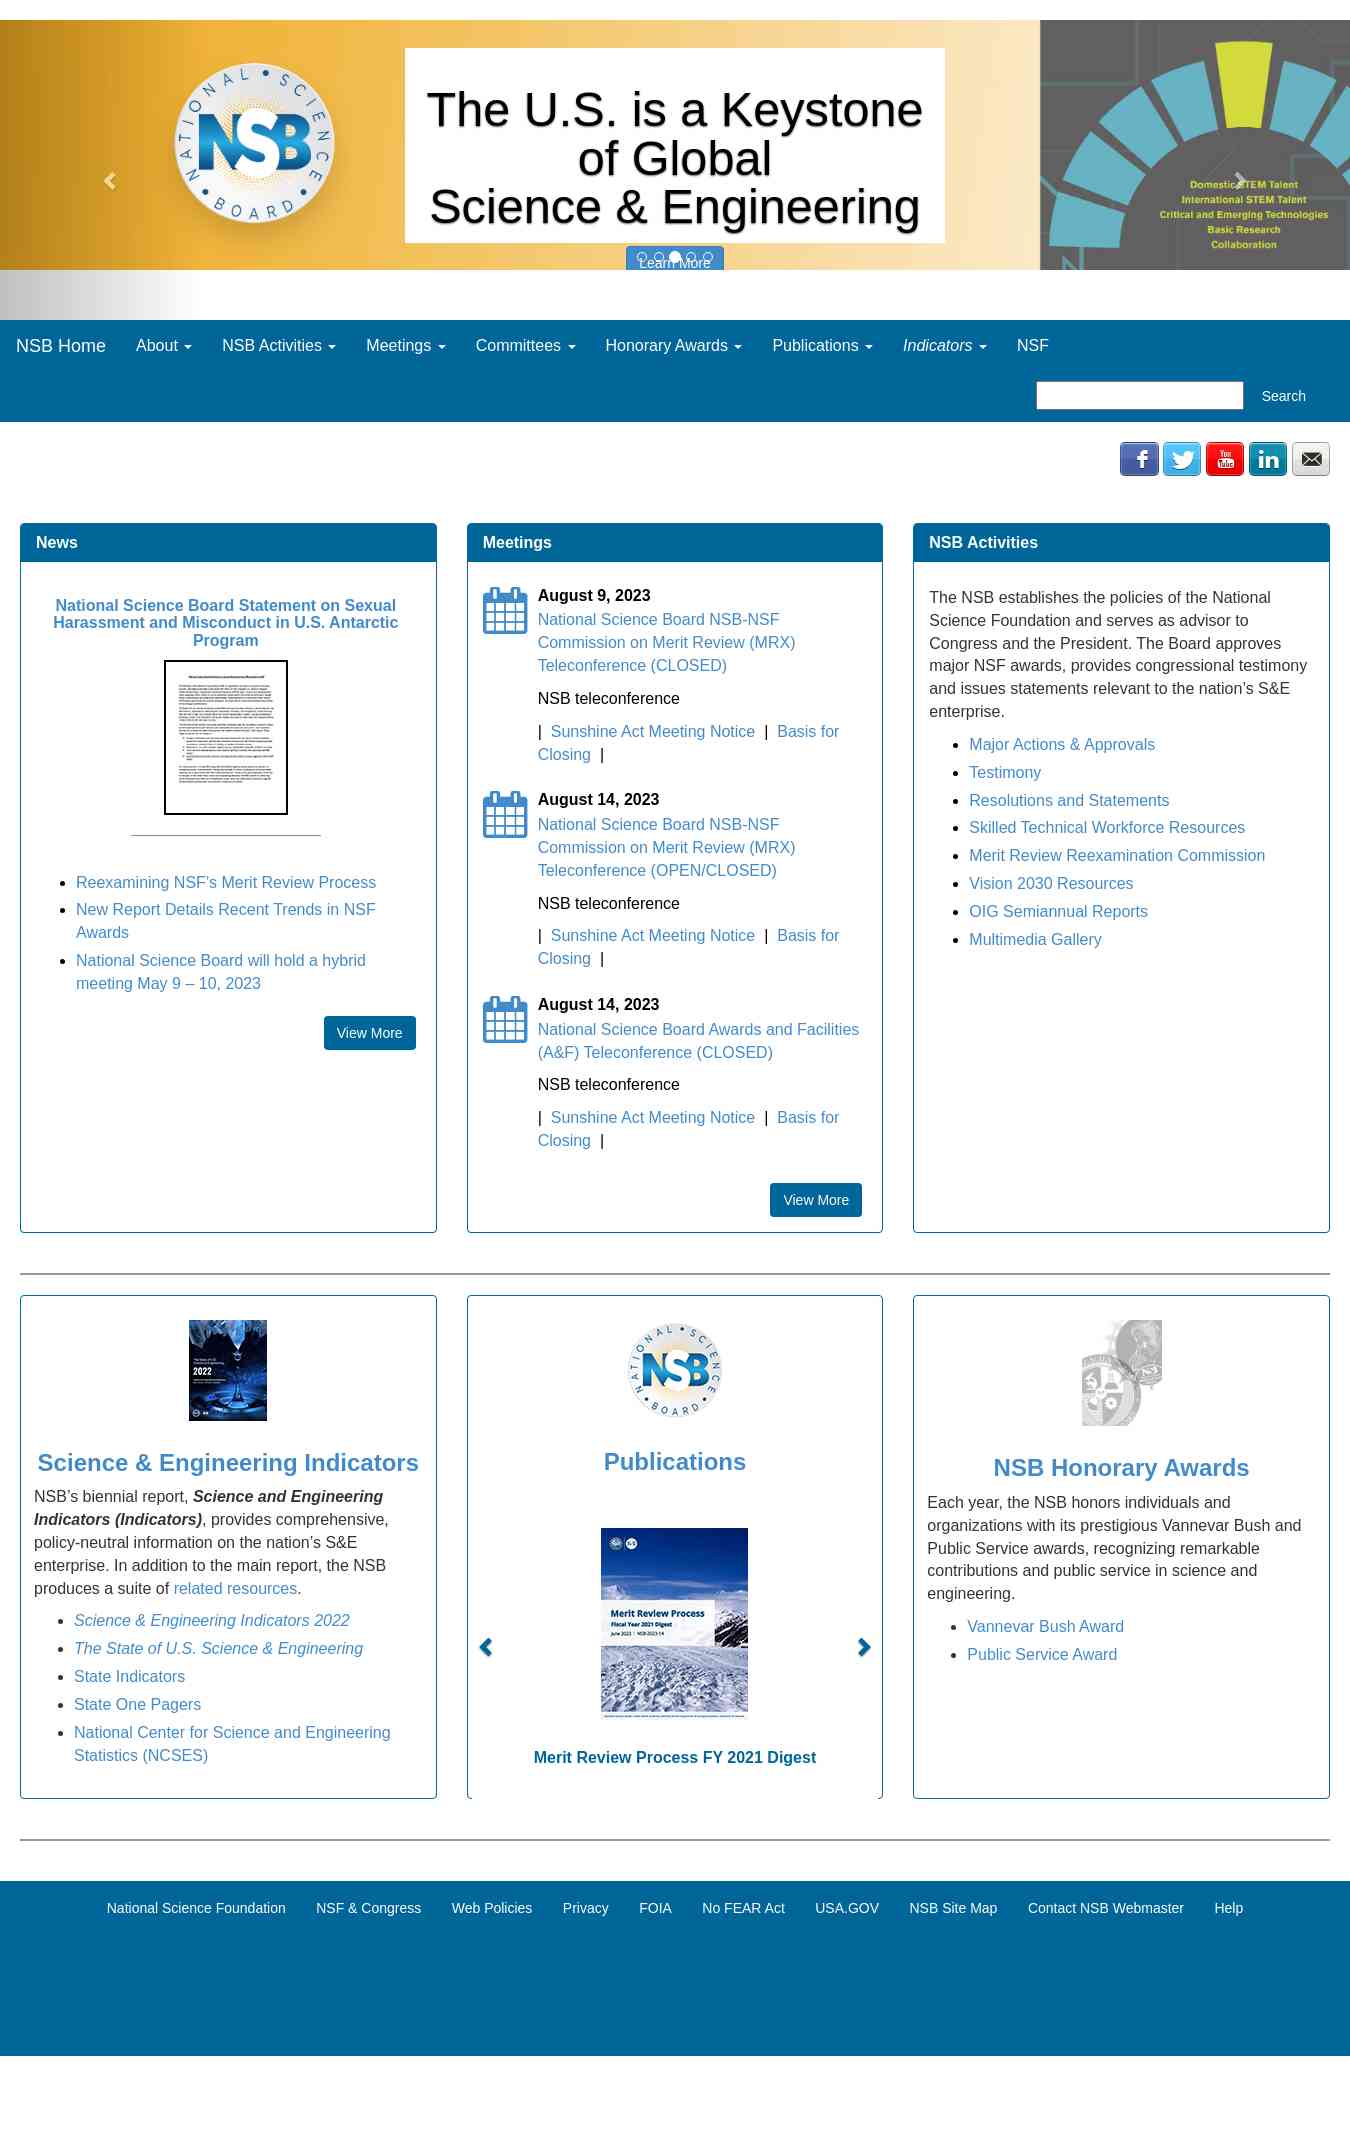 NATIONAL SCIENCE BOARD
NSB
The U.S. is a Keystone
of Global
Science & Engineering
Learn More
Domestic STEM Talent
International STEM Talent
Critical and Emerging Technologies
Basic Research
Collaboration
NSB Home About NSB Activities Meetings Committees Honorary Awards Publications Indicators NSF
Search
You
Tube
in
News
National Science Board Statement on Sexual
Harassment and Misconduct in U.S. Antarctic
Program
Reexamining NSF's Merit Review Process
New Report Details Recent Trends in NSF
Awards
National Science Board will hold a hybrid
meeting May 9 – 10, 2023
View More
Meetings
August 9, 2023
National Science Board NSB-NSF
Commission on Merit Review (MRX)
Teleconference (CLOSED)
NSB teleconference
| Sunshine Act Meeting Notice | Basis for
Closing |
August 14, 2023
National Science Board NSB-NSF
Commission on Merit Review (MRX)
Teleconference (OPEN/CLOSED)
NSB teleconference
| Sunshine Act Meeting Notice | Basis for
Closing |
August 14, 2023
National Science Board Awards and Facilities
(A&F) Teleconference (CLOSED)
NSB teleconference
| Sunshine Act Meeting Notice | Basis for
Closing |
View More
NSB Activities
The NSB establishes the policies of the National
Science Foundation and serves as advisor to
Congress and the President. The Board approves
major NSF awards, provides congressional testimony
and issues statements relevant to the nation's S&E
enterprise.
Major Actions & Approvals
Testimony
Resolutions and Statements
Skilled Technical Workforce Resources
Merit Review Reexamination Commission
Vision 2030 Resources
OIG Semiannual Reports
Multimedia Gallery
2022
Science & Engineering Indicators
NSB's biennial report, Science and Engineering
Indicators (Indicators), provides comprehensive,
policy-neutral information on the nation's S&E
enterprise. In addition to the main report, the NSB
produces a suite of related resources.
Science & Engineering Indicators 2022
The State of U.S. Science & Engineering
State Indicators
State One Pagers
National Center for Science and Engineering
Statistics (NCSES)
NATIONAL SCIENCE BOARD
NSB
Publications
Merit Review Process
Fiscal Year 2021 Digest
Merit Review Process FY 2021 Digest
NSB Honorary Awards
Each year, the NSB honors individuals and
organizations with its prestigious Vannevar Bush and
Public Service awards, recognizing remarkable
contributions and public service in science and
engineering.
Vannevar Bush Award
Public Service Award
National Science Foundation NSF & Congress Web Policies Privacy FOIA No FEAR Act USA.GOV NSB Site Map Contact NSB Webmaster Help